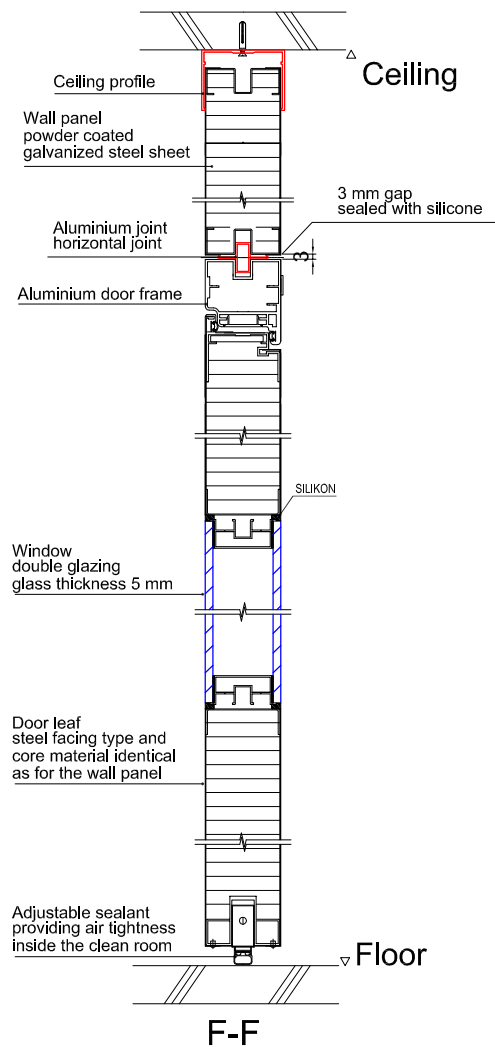 Ceiling
Ceiling profile
Wall panel
powder coated
galvanized steel sheet
3 mm gap
sealed with silicone
Aluminium joint
horizontal joint
3
Aluminium door frame
SILIKON
Window
double glazing
glass thickness 5 mm
Door leaf
steel facing type and
core material identical
as for the wall panel
Adjustable sealant
providing air tightness
inside the clean room
Floor
F-F